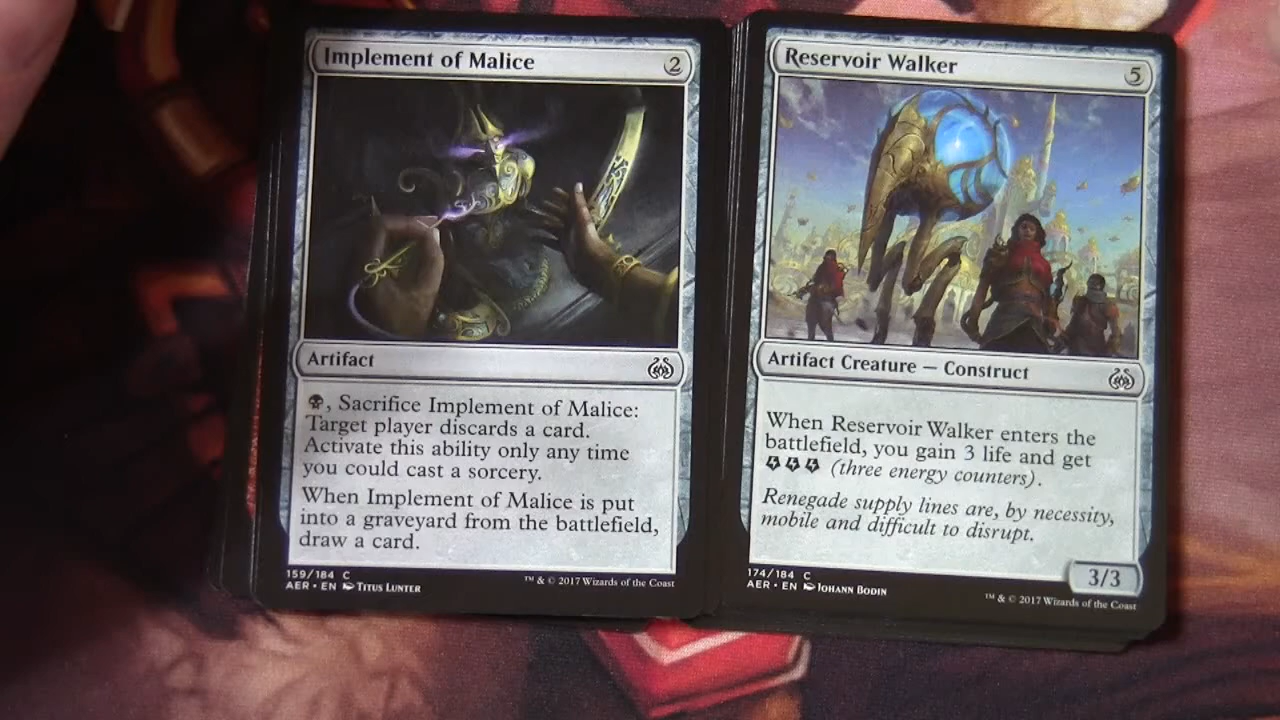 Implement of Malice 2
Artifact
, Sacrifice Implement of Malice:
Target player discards a card.
Activate this ability only any time
you could cast a sorcery.
When Implement of Malice is put
into a graveyard from the battlefield,
draw a card.
159/184 C
AER • EN Titus Lunter
™ & © 2017 Wizards of the Coast
Reservoir Walker 5
Artifact Creature — Construct
When Reservoir Walker enters the
battlefield, you gain 3 life and get
(three energy counters).
Renegade supply lines are, by necessity,
mobile and difficult to disrupt.
3/3
174/184 C
AER • EN Johann Bodin
™ & © 2017 Wizards of the Coast